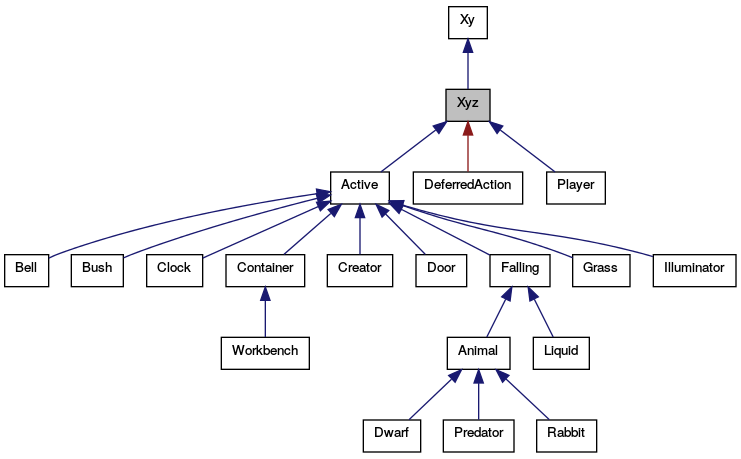 Xy
Xyz
Active
DeferredAction
Player
Bell
Bush
Clock
Container
Creator
Door
Falling
Grass
Illuminator
Workbench
Animal
Liquid
Dwarf
Predator
Rabbit